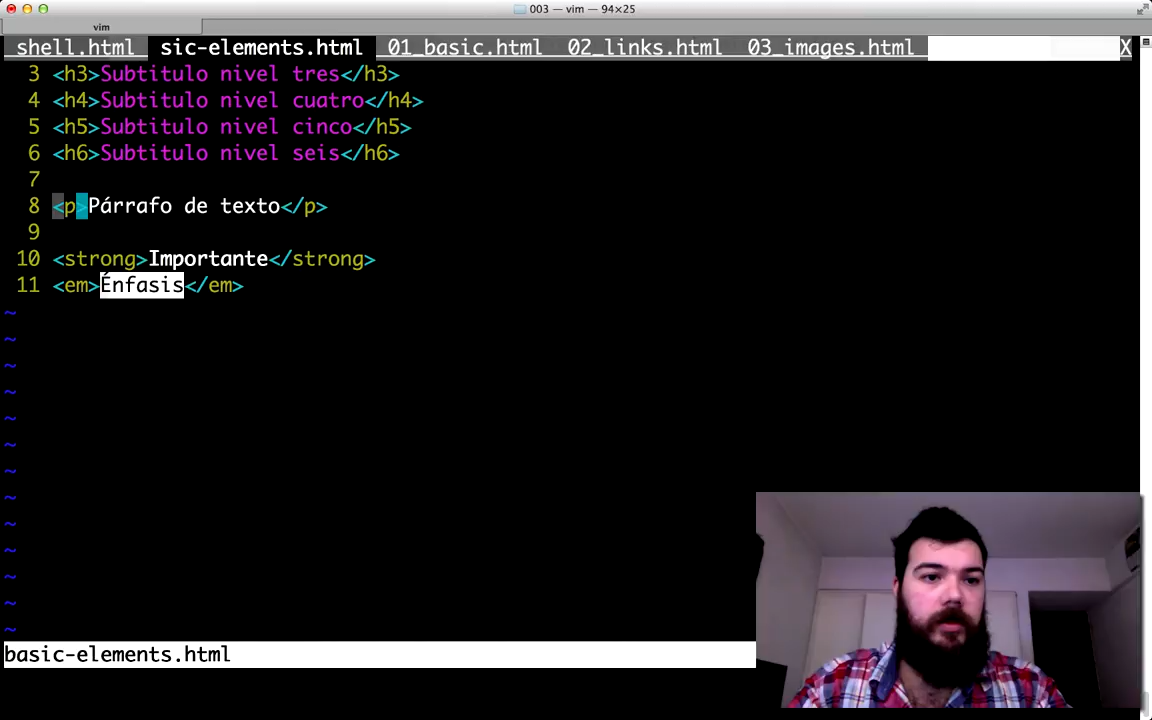 003 — vim — 94×25
vim
shell.html sic-elements.html 01_basic.html 02_links.html 03_images.html X
3 <h3>Subtitulo nivel tres</h3>
4 <h4>Subtitulo nivel cuatro</h4>
5 <h5>Subtitulo nivel cinco</h5>
6 <h6>Subtitulo nivel seis</h6>
7
8 <p>Párrafo de texto</p>
9
10 <strong>Importante</strong>
11 <em>Énfasis</em>
~
~
~
~
~
~
~
~
~
~
~
~
~
basic-elements.html